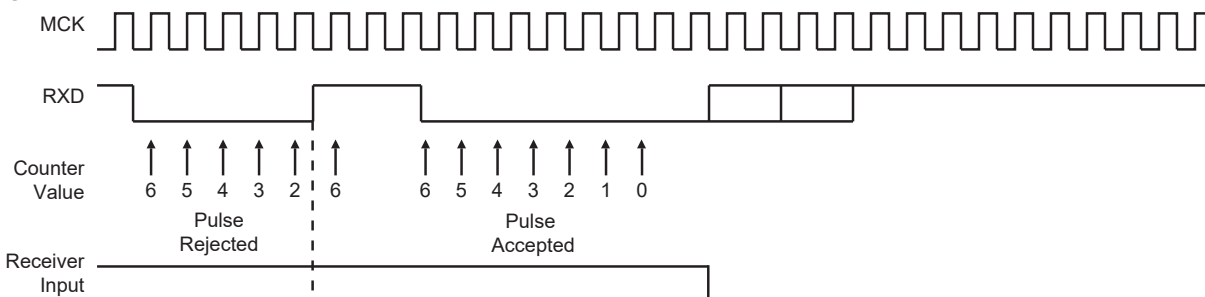 MCK
RXD
Counter
Value
6 5 4 3 2 6 6 5 4 3 2 1 0
Pulse
Rejected
Pulse
Accepted
Receiver
Input